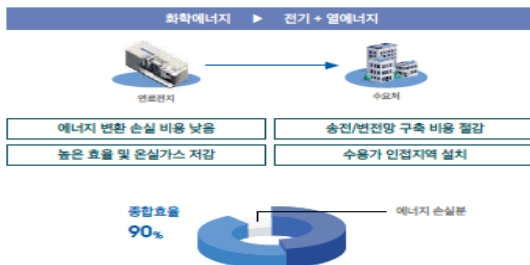 화학에너지 ▶ 전기 + 열에너지
연료전지
수요처
에너지 변환 손실 비용 낮음
송전/변전망 구축 비용 절감
높은 효율 및 온실가스 저감
수용가 인접지역 설치
종합효율
90%
에너지 손실분